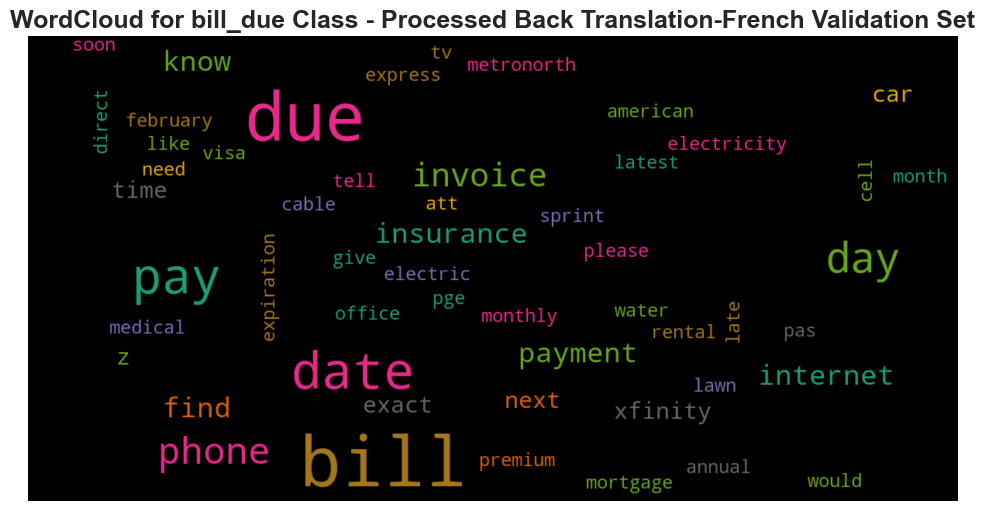 WordCloud for bill_due Class - Processed Back Translation-French Validation Set
soon
know
tv
express
metronorth
car
direct
february
due
american
like
visa
electricity
need
latest
time
tell
invoice
cell
month
cable
att
sprint
insurance
please
day
expiration
give
electric
pay
pge
office
monthly
water
late
medical
rental
pas
z
payment
date
internet
lawn
find
exact
next
xfinity
phone
bill
premium
annual
mortgage
would